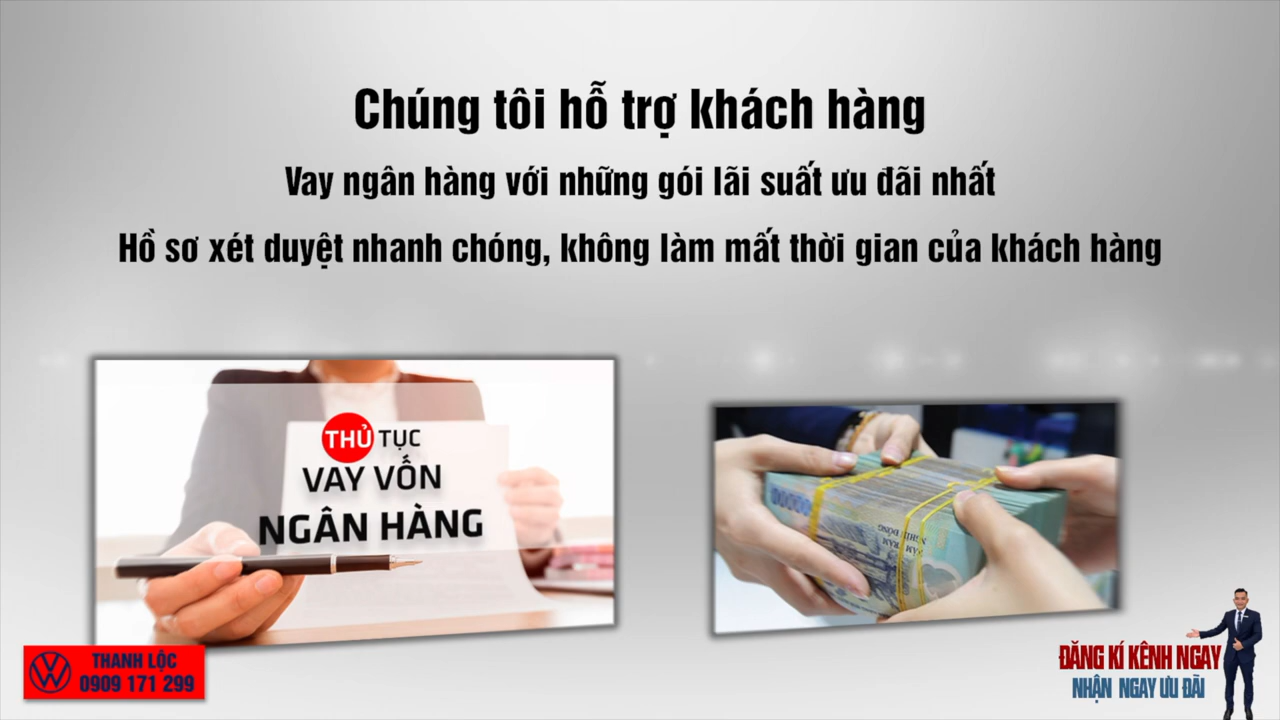 Chúng tôi hỗ trợ khách hàng
Vay ngân hàng với những gói lãi suất ưu đãi nhất
Hồ sơ xét duyệt nhanh chóng, không làm mất thời gian của khách hàng
THỦ TỤC
VAY VỐN
NGÂN HÀNG
THANH LỘC
0909 171 299
ĐĂNG KÍ KÊNH NGAY
NHẬN NGAY ƯU ĐÃI